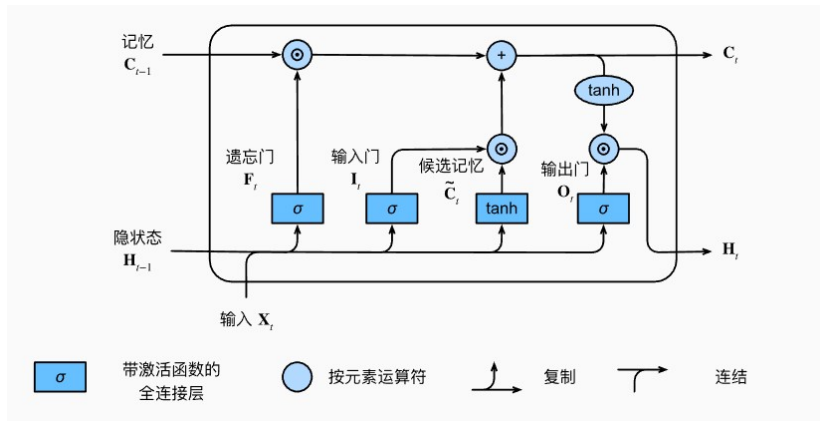 记忆
C_{t−1}
⊙
+
C_t
tanh
遗忘门
F_t
输入门
I_t
⊙
候选记忆
C̃_t
输出门
O_t
⊙
σ
σ
tanh
σ
隐状态
H_{t−1}
H_t
输入 X_t
σ
带激活函数的
全连接层
按元素运算符
复制
连结